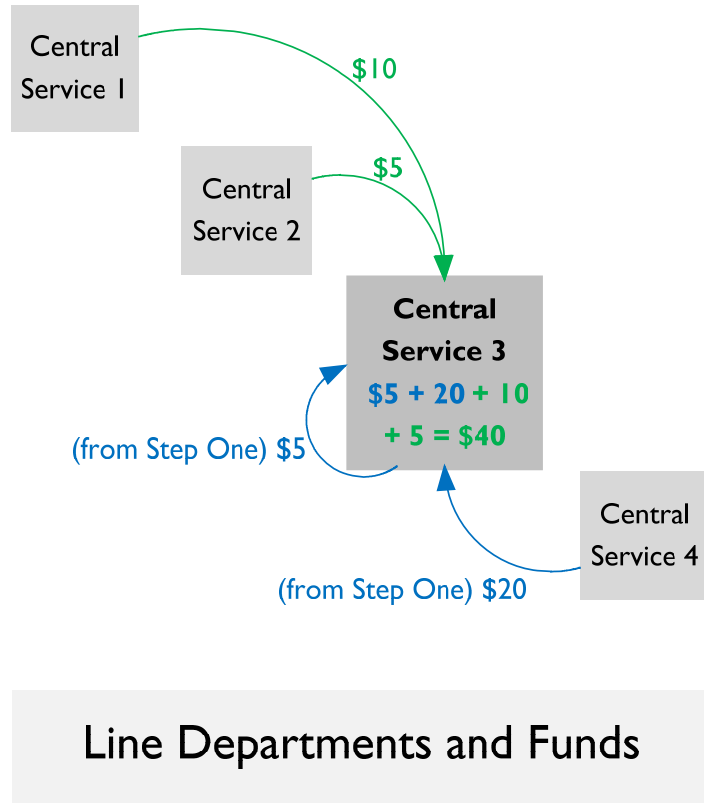 Central
Service 1
$10
$5
Central
Service 2
Central
Service 3
$5 + 20 + 10
+ 5 = $40
(from Step One) $5
Central
Service 4
(from Step One) $20
Line Departments and Funds